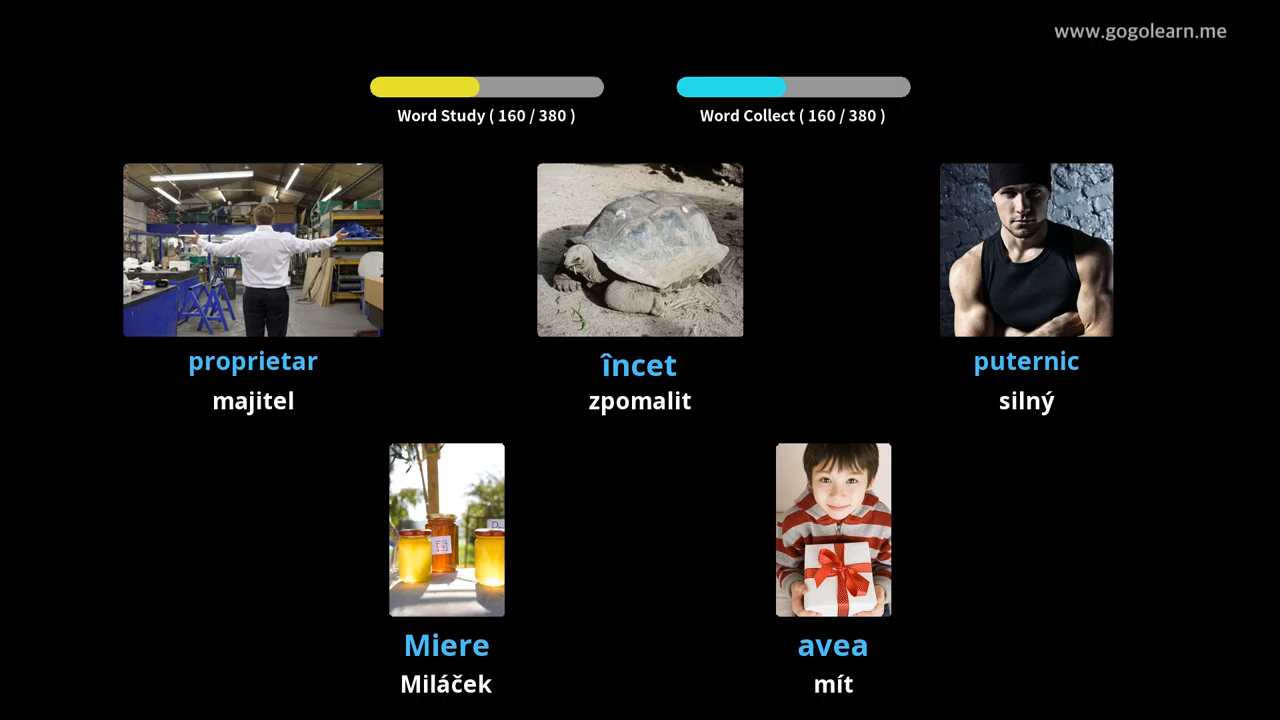 www.gogolearn.me
Word Study ( 160 / 380 )
Word Collect ( 160 / 380 )
proprietar
majitel
încet
zpomalit
puternic
silný
Miere
Miláček
avea
mít